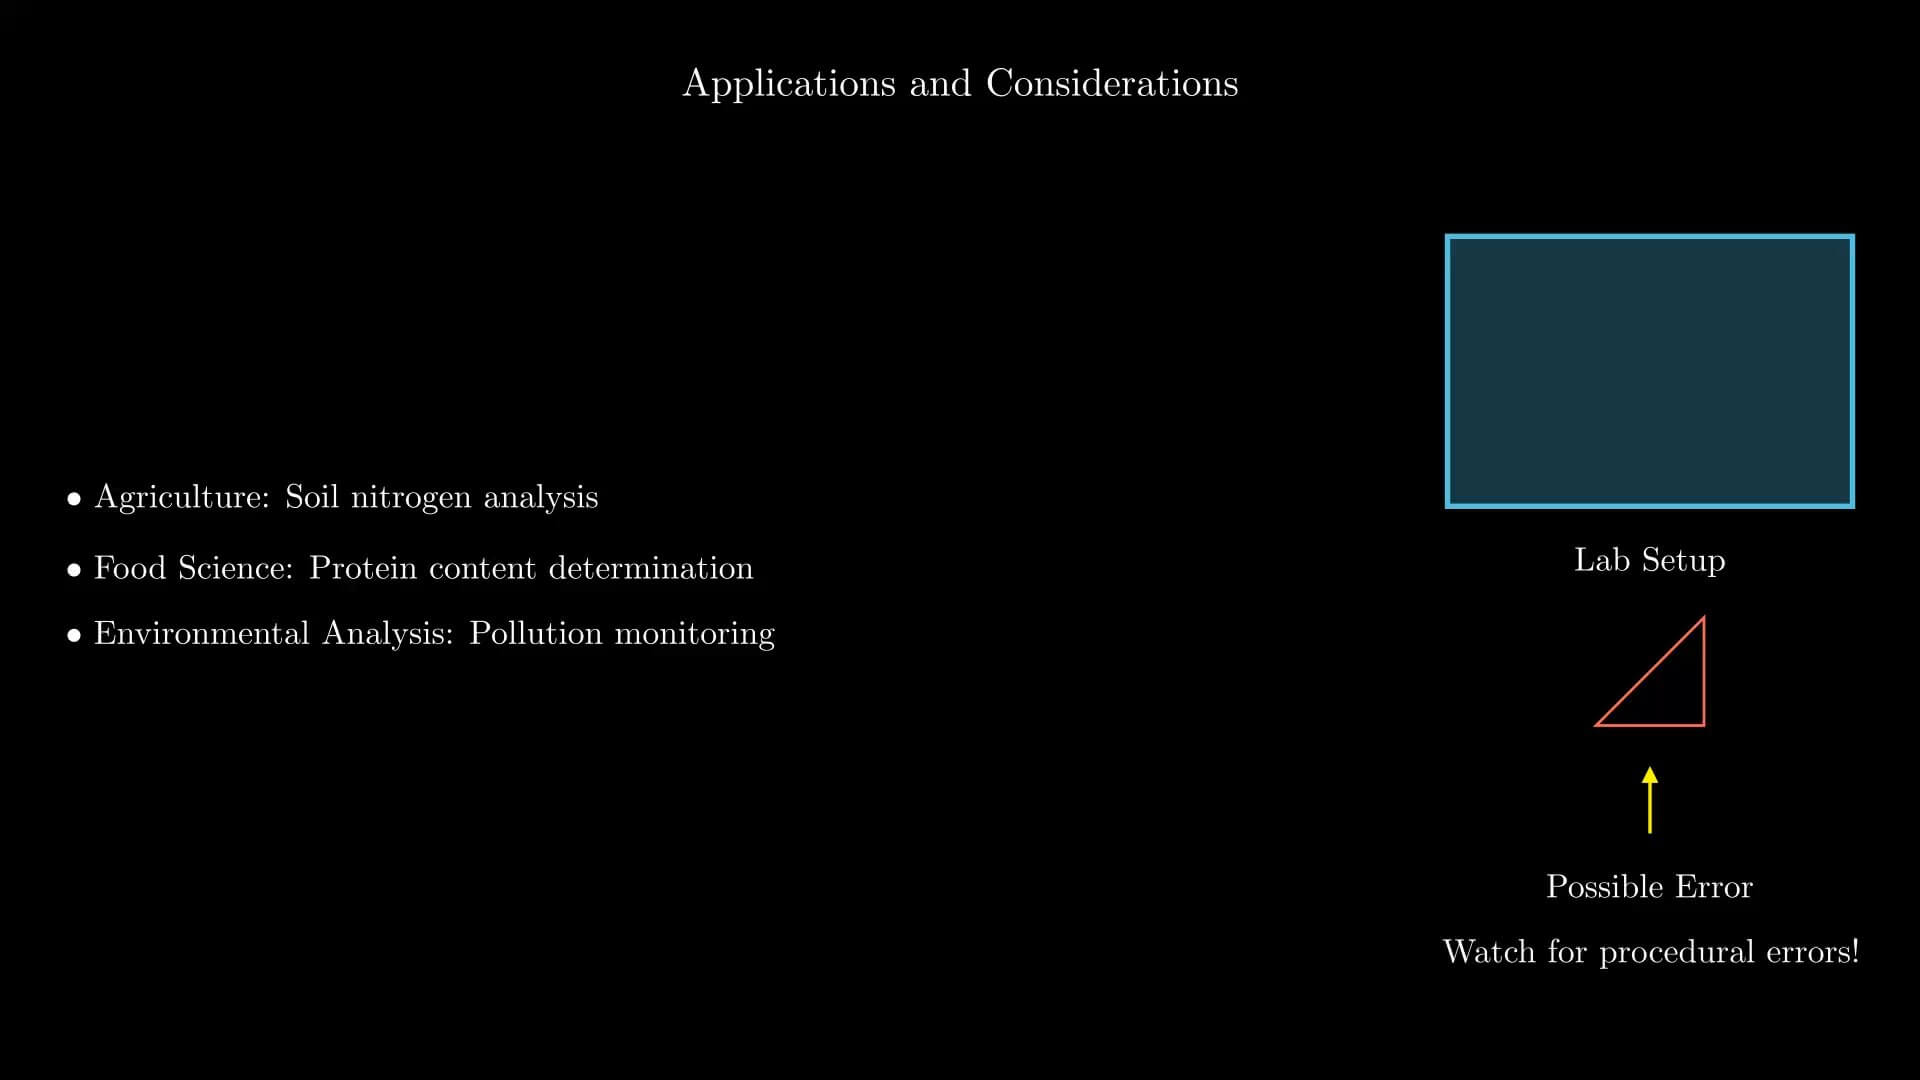 Applications and Considerations
• Agriculture: Soil nitrogen analysis
• Food Science: Protein content determination
• Environmental Analysis: Pollution monitoring
Lab Setup
Possible Error
Watch for procedural errors!